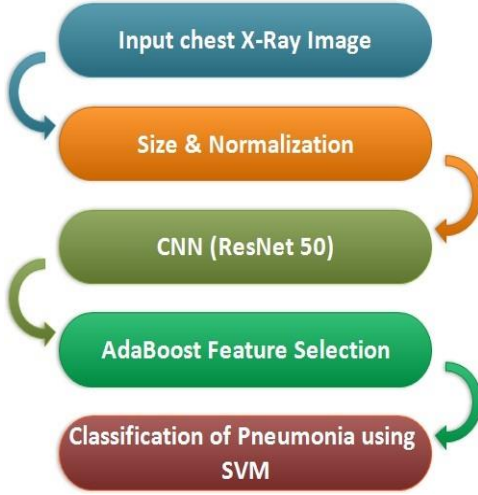 Input chest X-Ray Image
Size & Normalization
CNN (ResNet 50)
AdaBoost Feature Selection
Classification of Pneumonia using
SVM